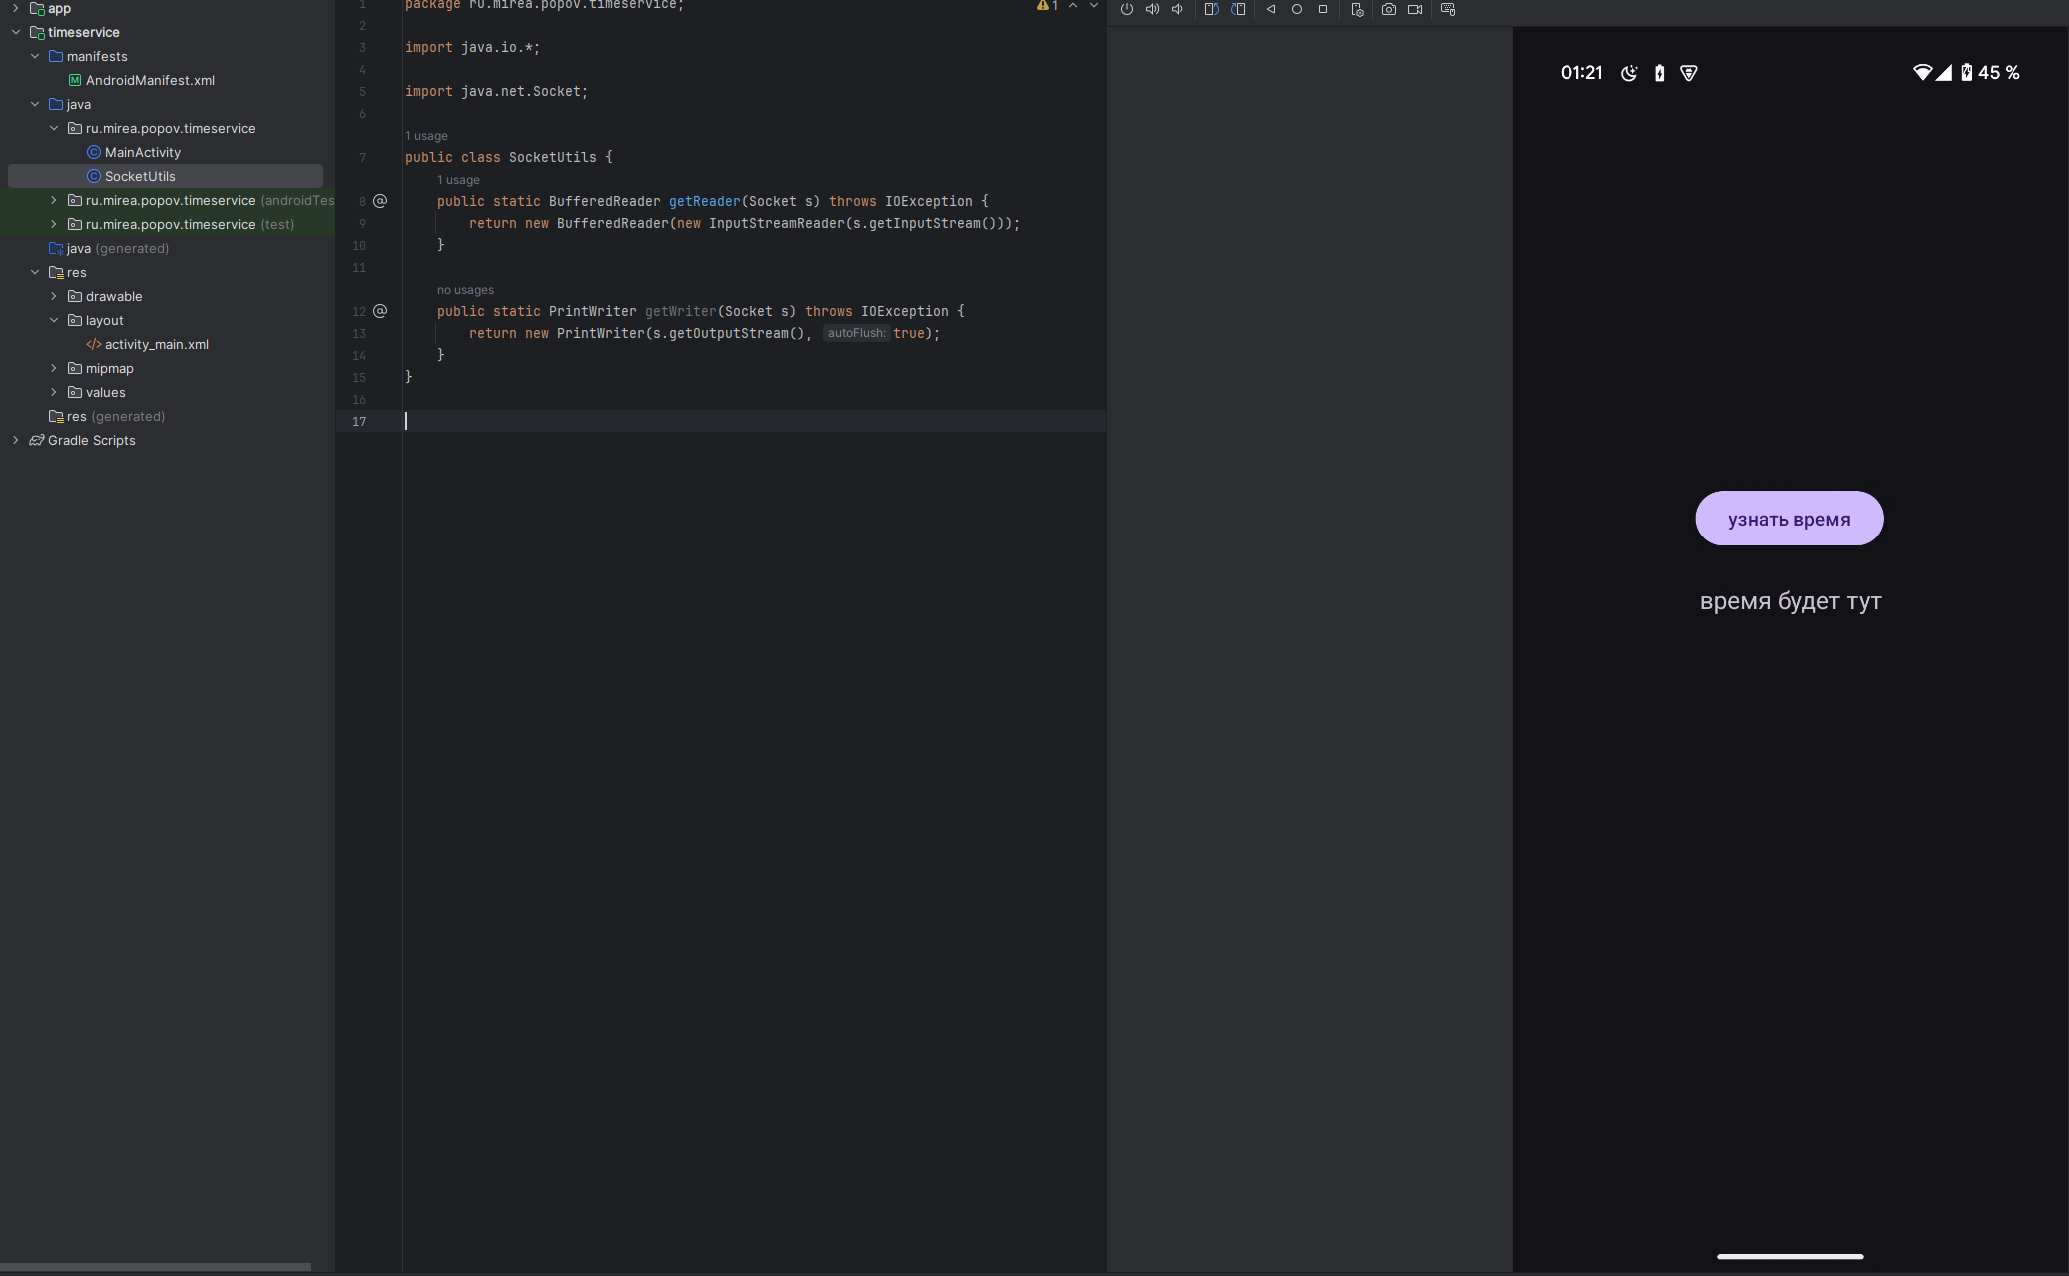 app
timeservice
manifests
AndroidManifest.xml
java
ru.mirea.popov.timeservice
MainActivity
SocketUtils
ru.mirea.popov.timeservice (androidTes
ru.mirea.popov.timeservice (test)
java (generated)
res
drawable
layout
activity_main.xml
mipmap
values
res (generated)
Gradle Scripts
1 package ru.mirea.popov.timeservice;
1
2
3 import java.io.*;
4
5 import java.net.Socket;
6
1 usage
7 public class SocketUtils {
1 usage
8 public static BufferedReader getReader(Socket s) throws IOException {
9 return new BufferedReader(new InputStreamReader(s.getInputStream()));
10 }
11
no usages
12 public static PrintWriter getWriter(Socket s) throws IOException {
13 return new PrintWriter(s.getOutputStream(), autoFlush: true);
14 }
15 }
16
17
01:21 45 %
узнать время
время будет тут